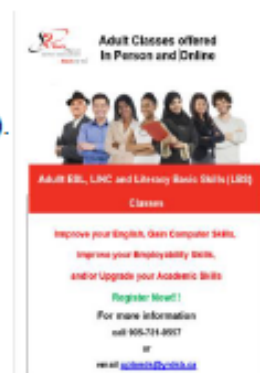 Adult Classes offered
In Person and Online
Adult ESL, LINC and Literacy Basic Skills (LBS)
Classes
Improve your English, Gain Computer Skills,
Improve your Employability Skills,
and/or Upgrade your Academic Skills
Register Now!!
For more information
call
or
email